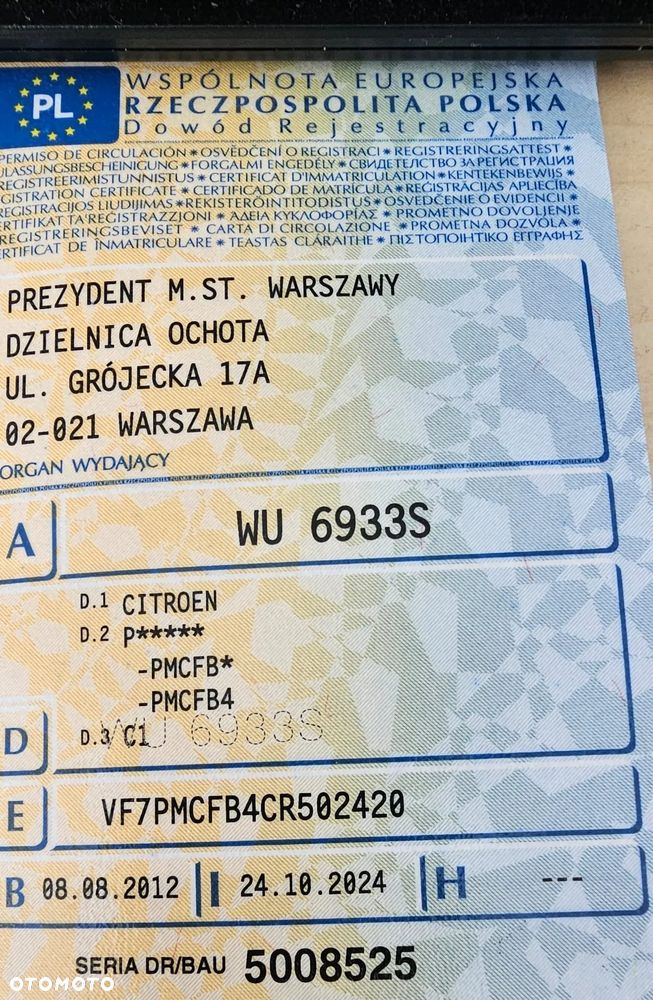 PL
WSPÓLNOTA EUROPEJSKA
RZECZPOSPOLITA POLSKA
Dowód Rejestracyjny
PERMISO DE CIRCULACIÓN * OSVĚDČENÍ O REGISTRACI * REGISTRERINGSATTEST *
ULASSUNGSBESCHEINIGUNG * FORGALMI ENGEDÉLY * СВИДЕТЕЛСТВО ЗА РЕГИСТРАЦИЯ
REGISTREERIMISTUNNISTUS * CERTIFICAT D'IMMATRICULATION * KENTEKENBEWIJS *
GISTRATION CERTIFICATE * CERTIFICADO DE MATRÍCULA * REĢISTRĀCIJAS APLIECĪBA
REGISTRACIJOS LIUDIJIMAS * REKISTERÖINTITODISTUS * OSVEDČENIE O EVIDENCII *
ERTIFIKAT TA'REĠISTRAZZJONI * ΑΔΕΙΑ ΚΥΚΛΟΦΟΡΙΑΣ * PROMETNO DOVOLJENJE
REGISTRERINGSBEVISET * CARTA DI CIRCOLAZIONE * PROMETNA DOZVOLA *
ERTIFICAT DE ÎNMATRICULARE * TEASTAS CLÁRAITHE * ΠΙΣΤΟΠΟΙΗΤΙΚΟ ΕΓΓΡΑΦΗΣ
PREZYDENT M.ST. WARSZAWY
DZIELNICA OCHOTA
UL. GRÓJECKA 17A
02-021 WARSZAWA
ORGAN WYDAJĄCY
A WU 6933S
D.1 CITROEN
D.2 P*****
-PMCFB*
-PMCFB4
D D.3 C1
WU 6933S
E VF7PMCFB4CR502420
B 08.08.2012 I 24.10.2024 H ---
SERIA DR/BAU 5008525
OTOMOTO